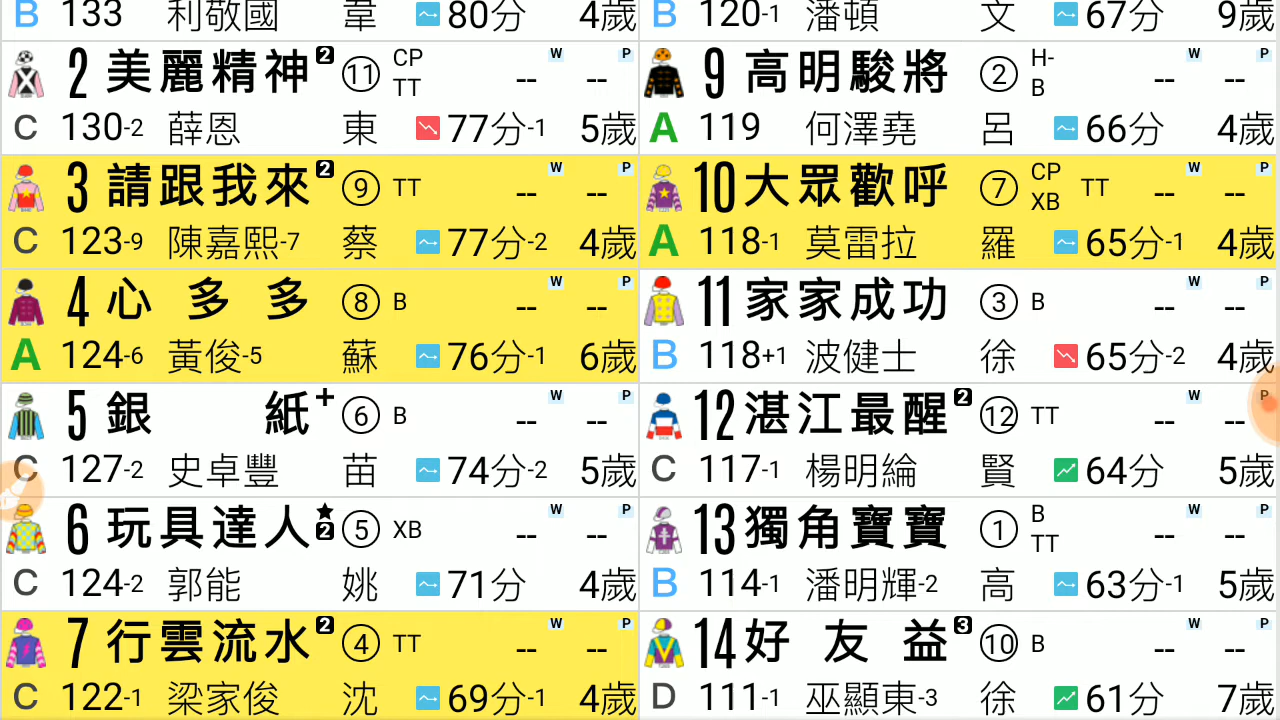 B 133 利敬國 韋 80分 4歲
2 美麗精神 2 11 CP TT -- W -- P
C 130-2 薛恩 東 77分-1 5歲
3 請跟我來 2 9 TT -- W -- P
C 123-9 陳嘉熙-7 蔡 77分-2 4歲
4 心多多 8 B -- W -- P
A 124-6 黃俊-5 蘇 76分-1 6歲
5 銀紙+ 6 B -- W -- P
C 127-2 史卓豐 苗 74分-2 5歲
6 玩具達人★ 2 5 XB -- W -- P
C 124-2 郭能 姚 71分 4歲
7 行雲流水 2 4 TT -- W -- P
C 122-1 梁家俊 沈 69分-1 4歲
B 120-1 潘頓 文 67分 9歲
9 高明駿將 2 H- B -- W -- P
A 119 何澤堯 呂 66分 4歲
10 大眾歡呼 7 CP XB TT -- W -- P
A 118-1 莫雷拉 羅 65分-1 4歲
11 家家成功 3 B -- W -- P
B 118+1 波健士 徐 65分-2 4歲
12 湛江最醒 2 12 TT -- W -- P
C 117-1 楊明綸 賢 64分 5歲
13 獨角寶寶 1 B TT -- W -- P
B 114-1 潘明輝-2 高 63分-1 5歲
14 好友益 3 10 B -- W -- P
D 111-1 巫顯東-3 徐 61分 7歲